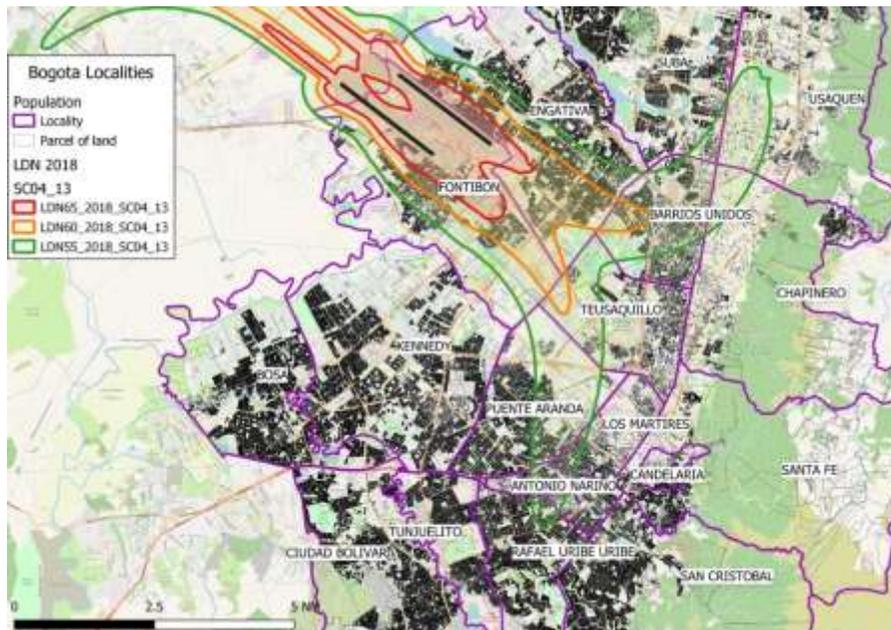 Bogota Localities
Population
Locality
Parcel of land
LDN 2018
SC04_13
LDN65_2018_SC04_13
LDN60_2018_SC04_13
LDN55_2018_SC04_13
SUBA
USAQUEN
ENGATIVA
FONTIBON
BARRIOS UNIDOS
CHAPINERO
TEUSAQUILLO
KENNEDY
BOSA
PUENTE ARANDA
LOS MARTIRES
CANDELARIA
SANTA FE
ANTONIO NARIÑO
TUNJUELITO
CIUDAD BOLIVAR
RAFAEL URIBE URIBE
SAN CRISTOBAL
0 2.5 5 NM